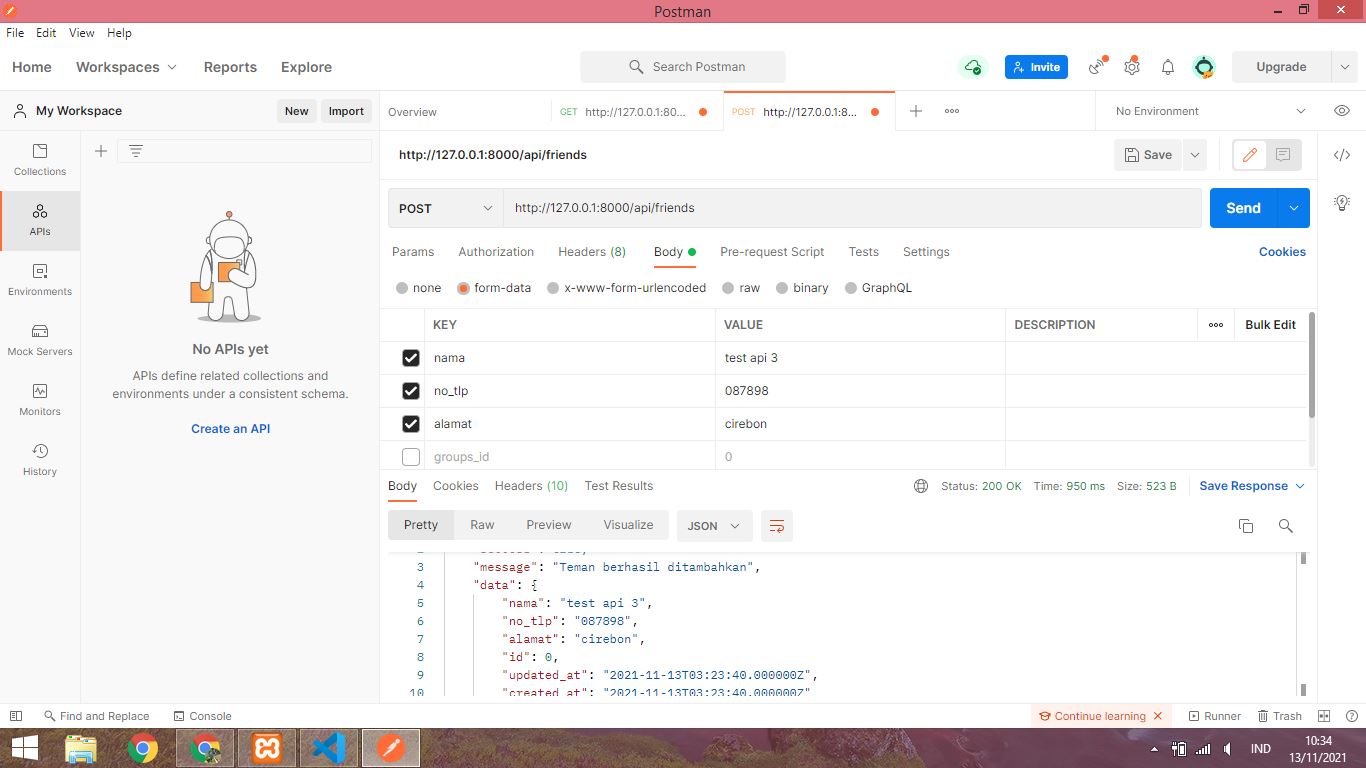 Postman
File Edit View Help
Home Workspaces Reports Explore Search Postman Invite Upgrade
My Workspace New Import Overview GET http://127.0.0.1:80... POST http://127.0.0.1:8... No Environment
Collections
APIs
Environments
Mock Servers
Monitors
History
No APIs yet
APIs define related collections and
environments under a consistent schema.
Create an API
http://127.0.0.1:8000/api/friends Save
POST http://127.0.0.1:8000/api/friends Send
Params Authorization Headers (8) Body Pre-request Script Tests Settings Cookies
none form-data x-www-form-urlencoded raw binary GraphQL
KEY VALUE DESCRIPTION Bulk Edit
nama test api 3
no_tlp 087898
alamat cirebon
groups_id 0
Body Cookies Headers (10) Test Results Status: 200 OK Time: 950 ms Size: 523 B Save Response
Pretty Raw Preview Visualize JSON
3 "message": "Teman berhasil ditambahkan",
4 "data": {
5 "nama": "test api 3",
6 "no_tlp": "087898",
7 "alamat": "cirebon",
8 "id": 0,
9 "updated_at": "2021-11-13T03:23:40.000000Z",
10 "created_at": "2021-11-13T03:23:40.000000Z"
Find and Replace Console Continue learning Runner Trash
IND 10:34
13/11/2021